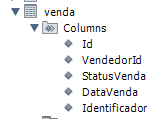 venda
Columns
Id
VendedorId
StatusVenda
DataVenda
Identificador